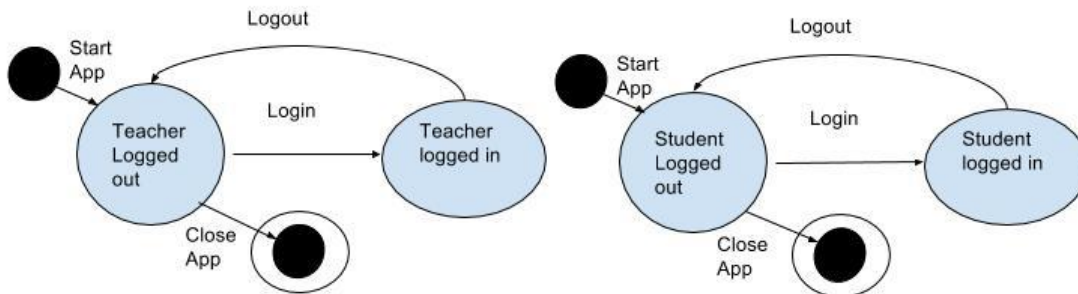 Logout
Start
App
Login
Teacher
Logged
out
Teacher
logged in
Close
App
Logout
Start
App
Login
Student
Logged
out
Student
logged in
Close
App